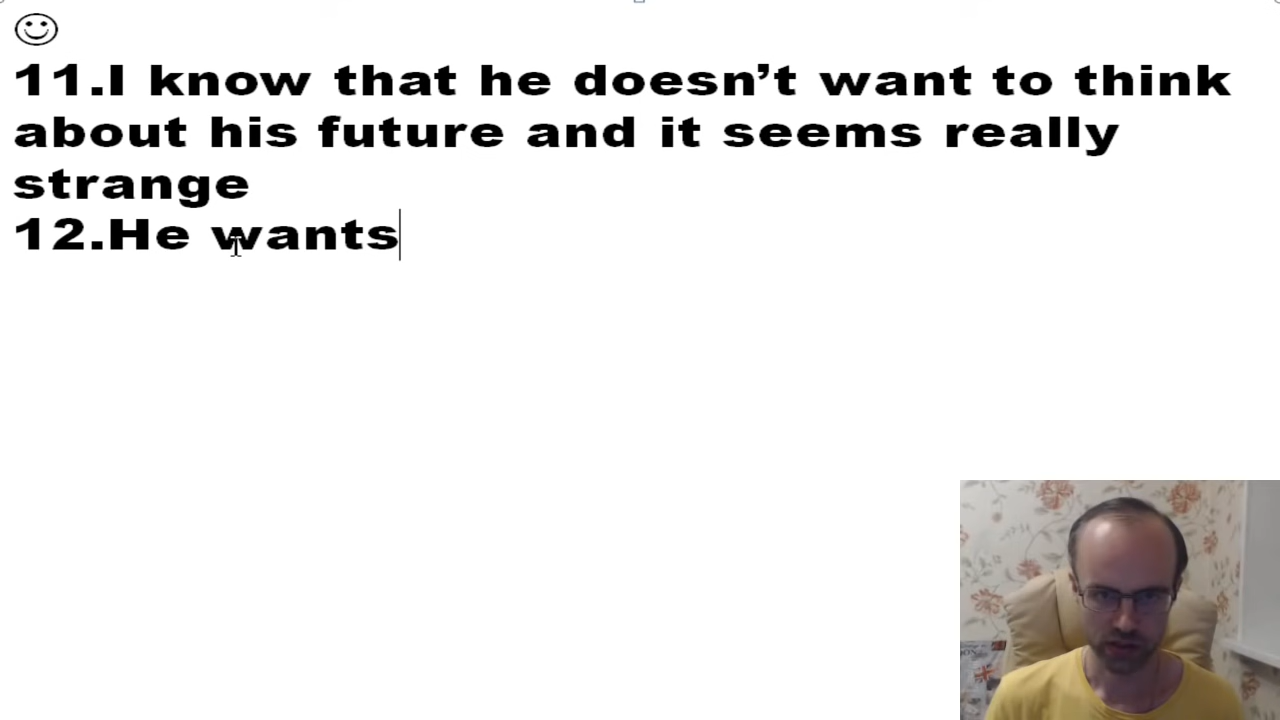 11.I know that he doesn’t want to think
about his future and it seems really
strange
12.He wants